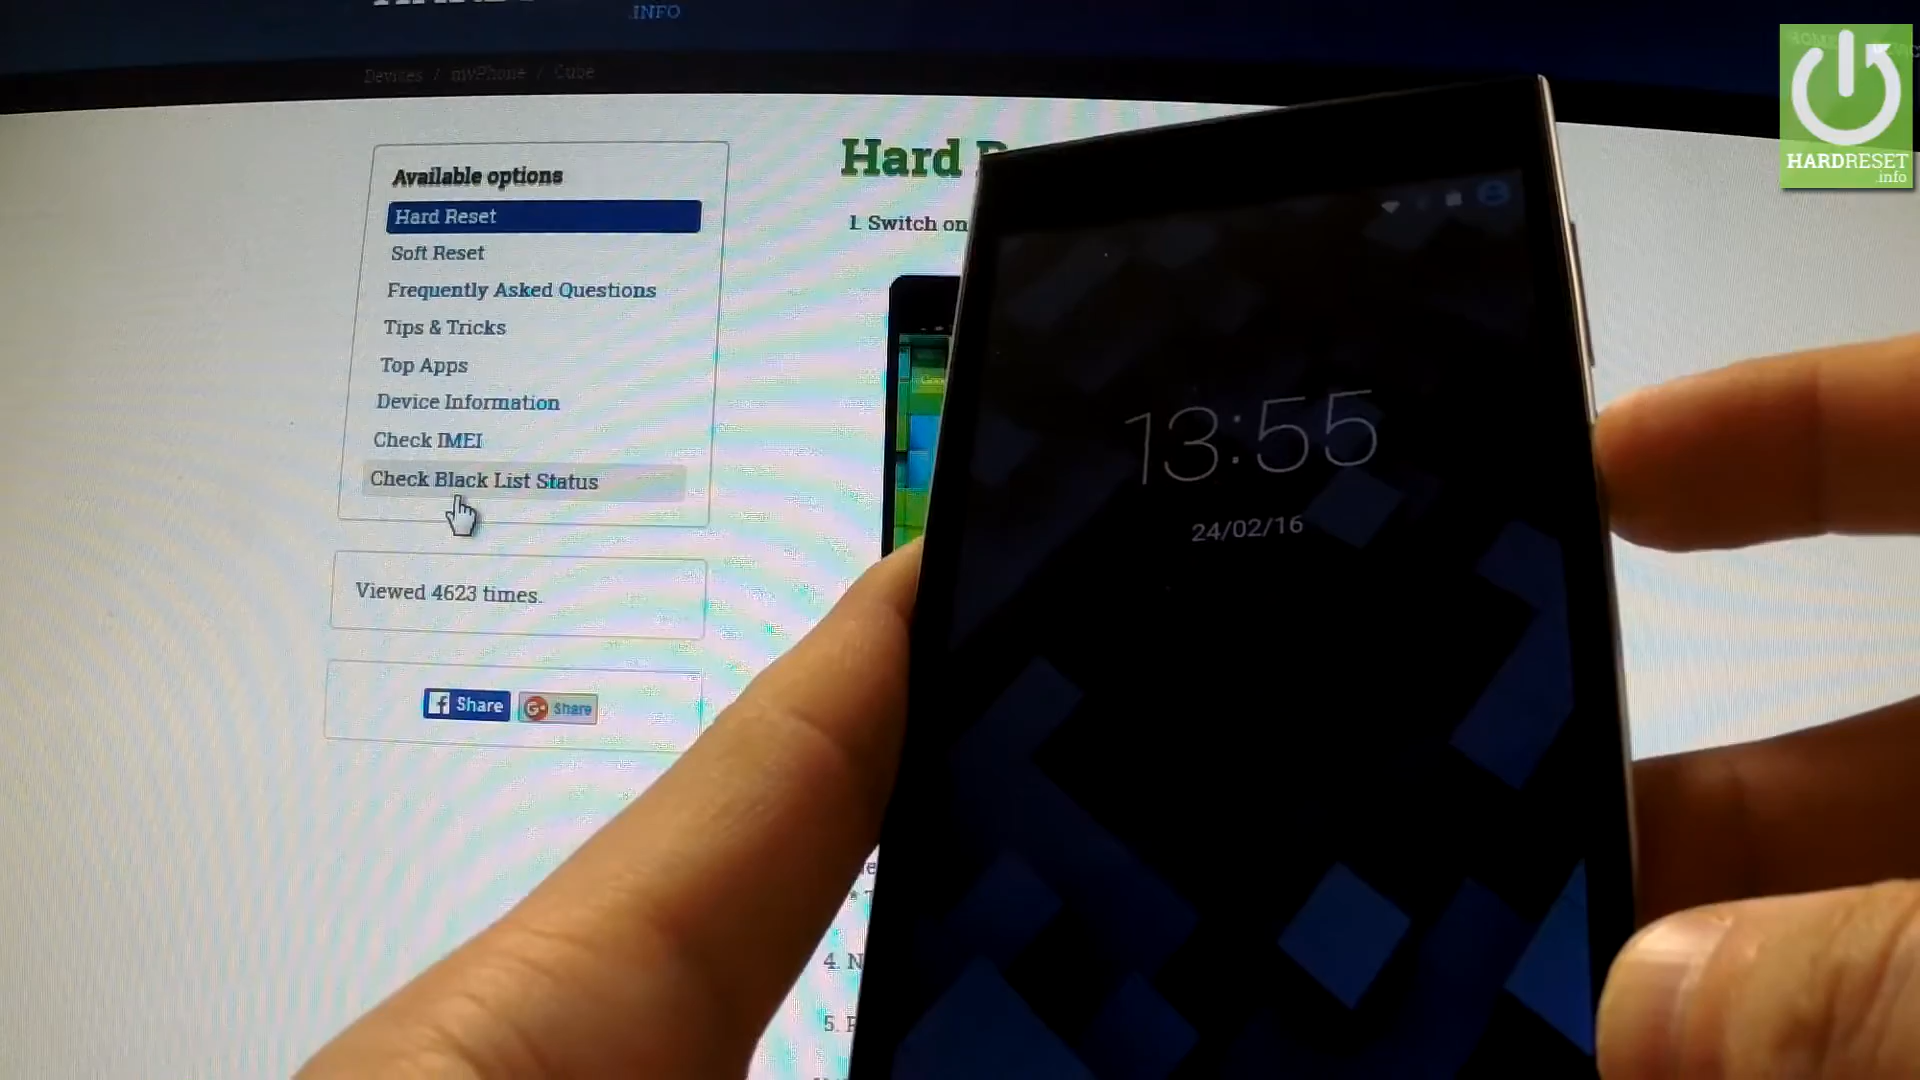 .INFO
Devices / myPhone / Cube
HARDRESET
.info
Available options
Hard Reset
Soft Reset
Frequently Asked Questions
Tips & Tricks
Top Apps
Device Information
Check IMEI
Check Black List Status
Viewed 4623 times.
Share
Share
Hard
1. Switch on
13:55
24/02/16
4. N
5.